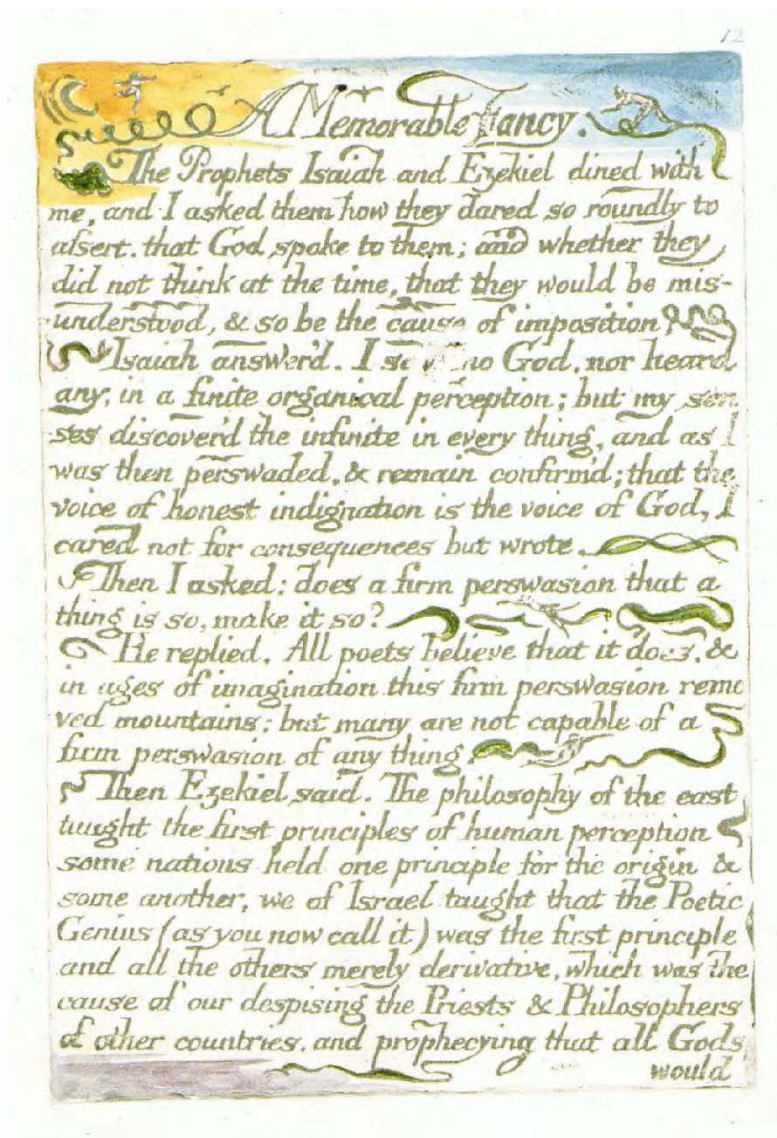 12
A Memorable Fancy.
The Prophets Isaiah and Ezekiel dined with
me, and I asked them how they dared so roundly to
assert. that God spake to them; and whether they
did not think at the time, that they would be mis-
understood, & so be the cause of imposition?
Isaiah answer'd. I no God, nor heard
any, in a finite organical perception; but my sen
ses discover'd the infinite in every thing, and as I
was then perswaded, & remain confirm'd; that the
voice of honest indignation is the voice of God, I
cared not for consequences but wrote.
Then I asked: does a firm perswasion that a
thing is so, make it so?
He replied. All poets believe that it does, &
in ages of imagination this firm perswasion remo
ved mountains: but many are not capable of a
firm perswasion of any thing.
Then Ezekiel said. The philosophy of the east
taught the first principles of human perception
some nations held one principle for the origin &
some another, we of Israel taught that the Poetic
Genius (as you now call it) was the first principle
and all the others merely derivative, which was the
cause of our despising the Priests & Philosophers
of other countries, and prophecying that all Gods
would